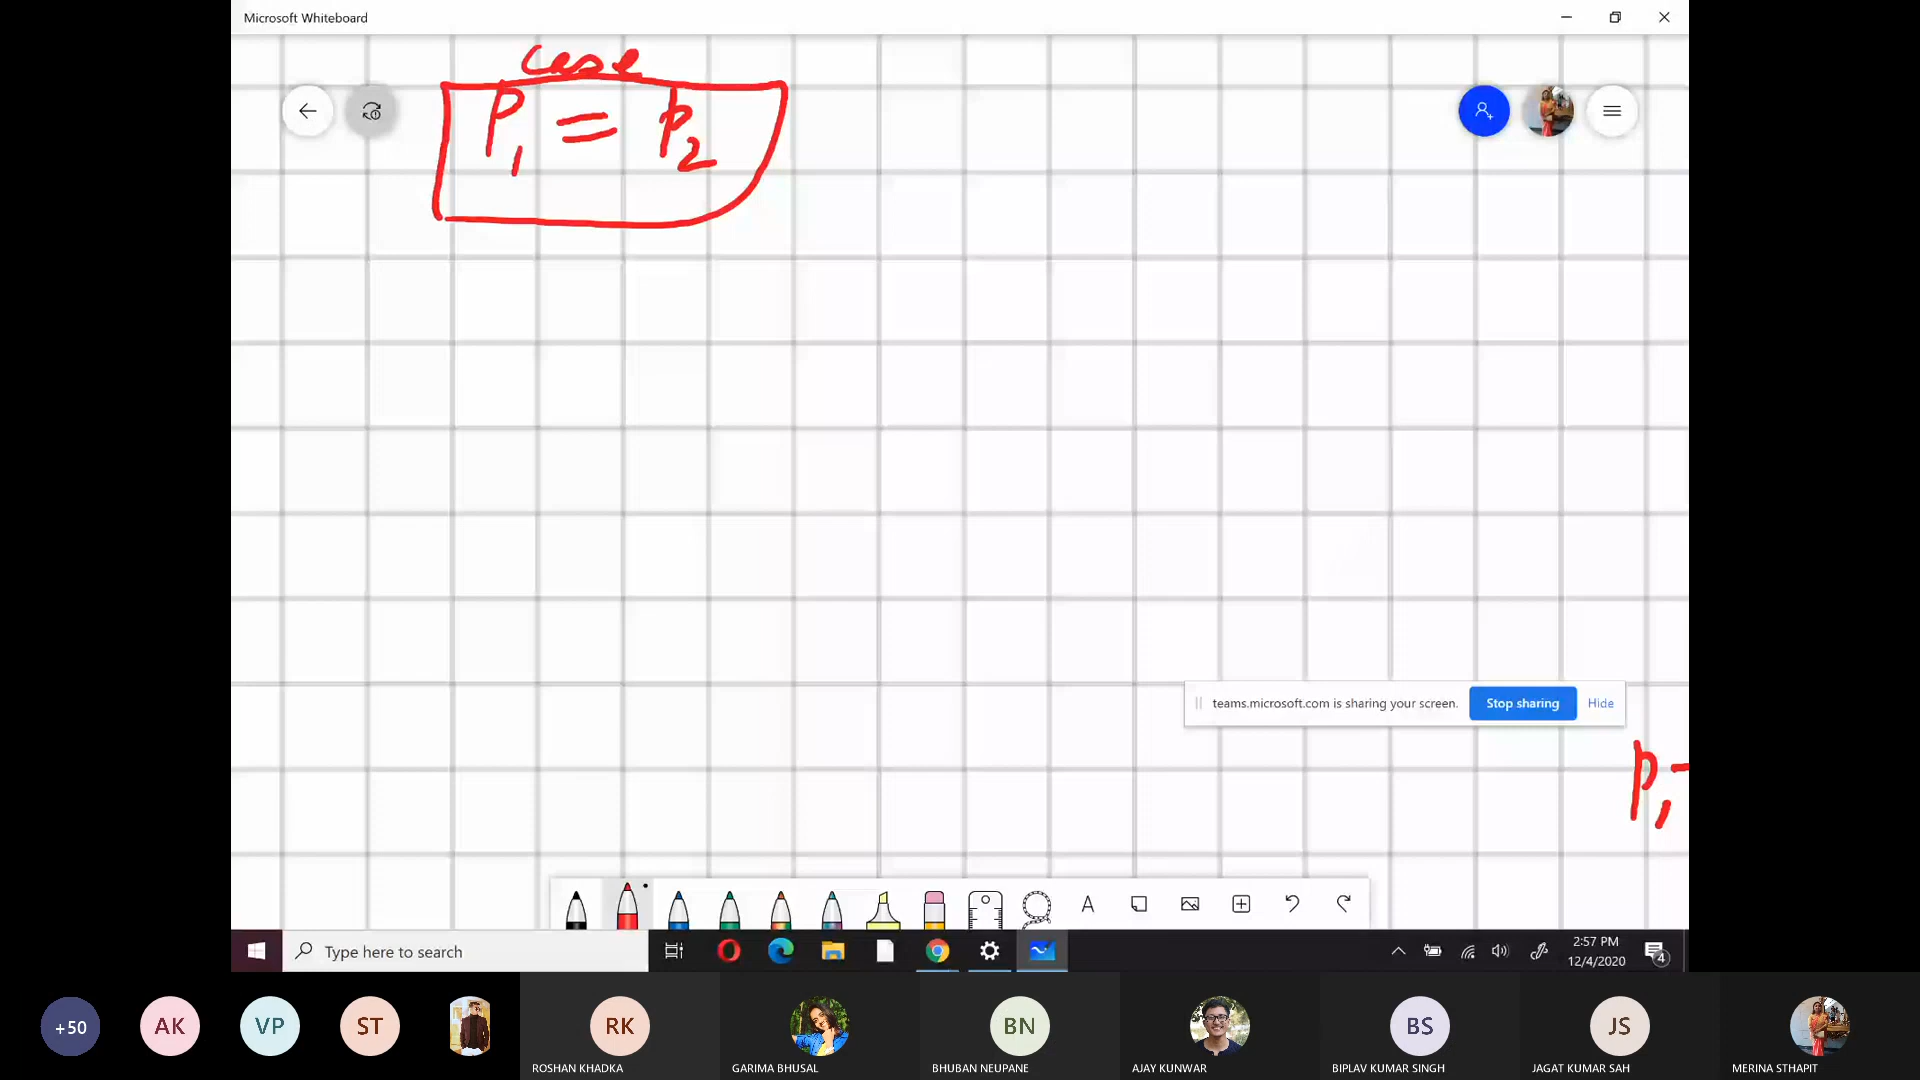 Microsoft Whiteboard
case
P₁ = P₂
teams.microsoft.com is sharing your screen.
Stop sharing
Hide
P₁ -
A
Type here to search
2:57 PM
12/4/2020
4
+50
AK
VP
ST
RK
BN
BS
JS
ROSHAN KHADKA
GARIMA BHUSAL
BHUBAN NEUPANE
AJAY KUNWAR
BIPLAV KUMAR SINGH
JAGAT KUMAR SAH
MERINA STHAPIT